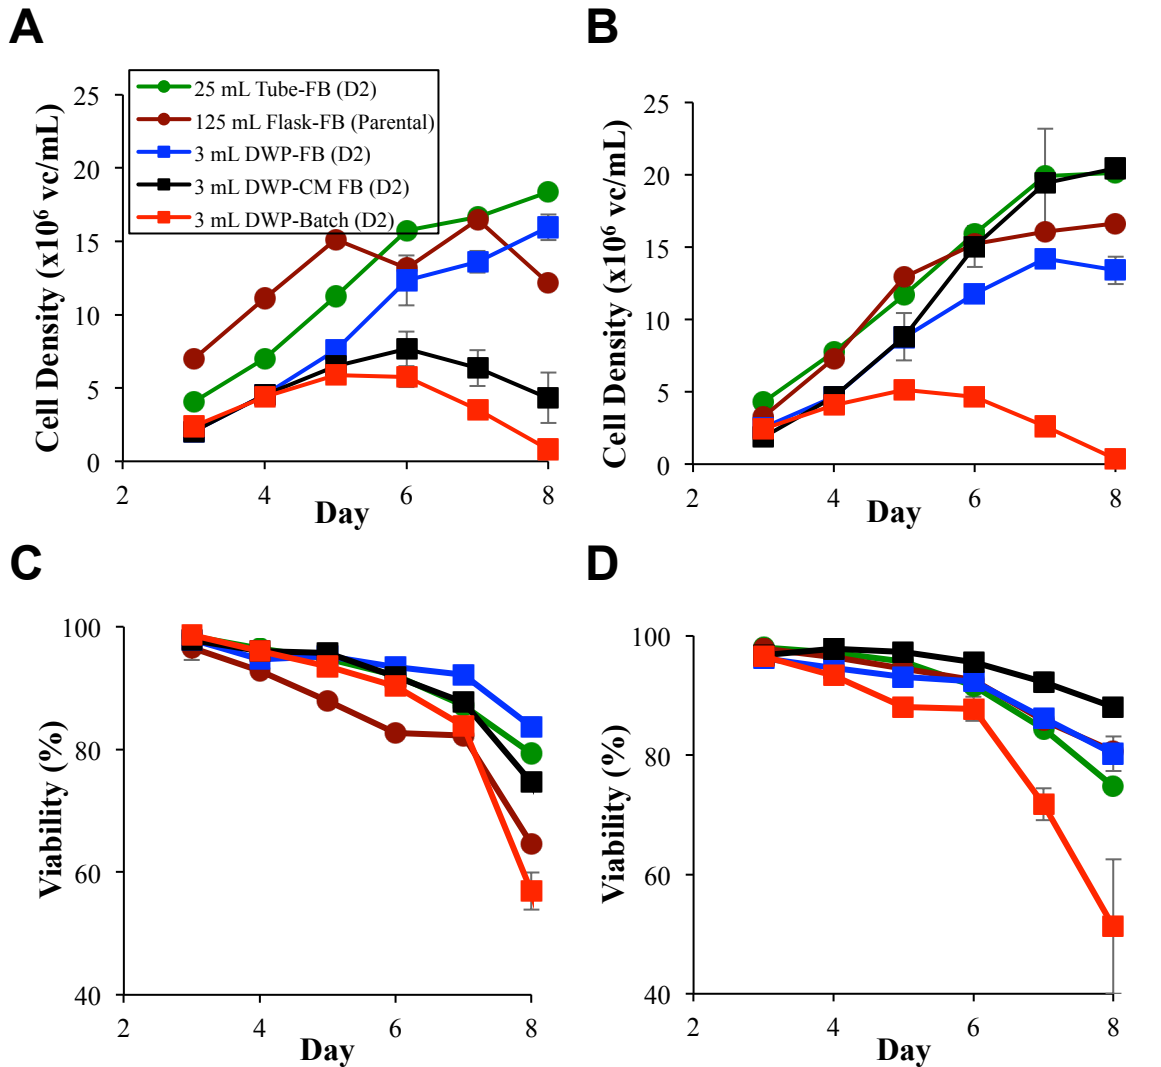 A
B
25 mL Tube-FB (D2)
125 mL Flask-FB (Parental)
3 mL DWP-FB (D2)
3 mL DWP-CM FB (D2)
3 mL DWP-Batch (D2)
Cell Density (x10⁶ vc/mL)
25
20
15
10
5
0
2
4
6
8
Day
Cell Density (x10⁶ vc/mL)
25
20
15
10
5
0
2
4
6
8
Day
C
D
Viability (%)
100
80
60
40
2
4
6
8
Day
Viability (%)
100
80
60
40
2
4
6
8
Day